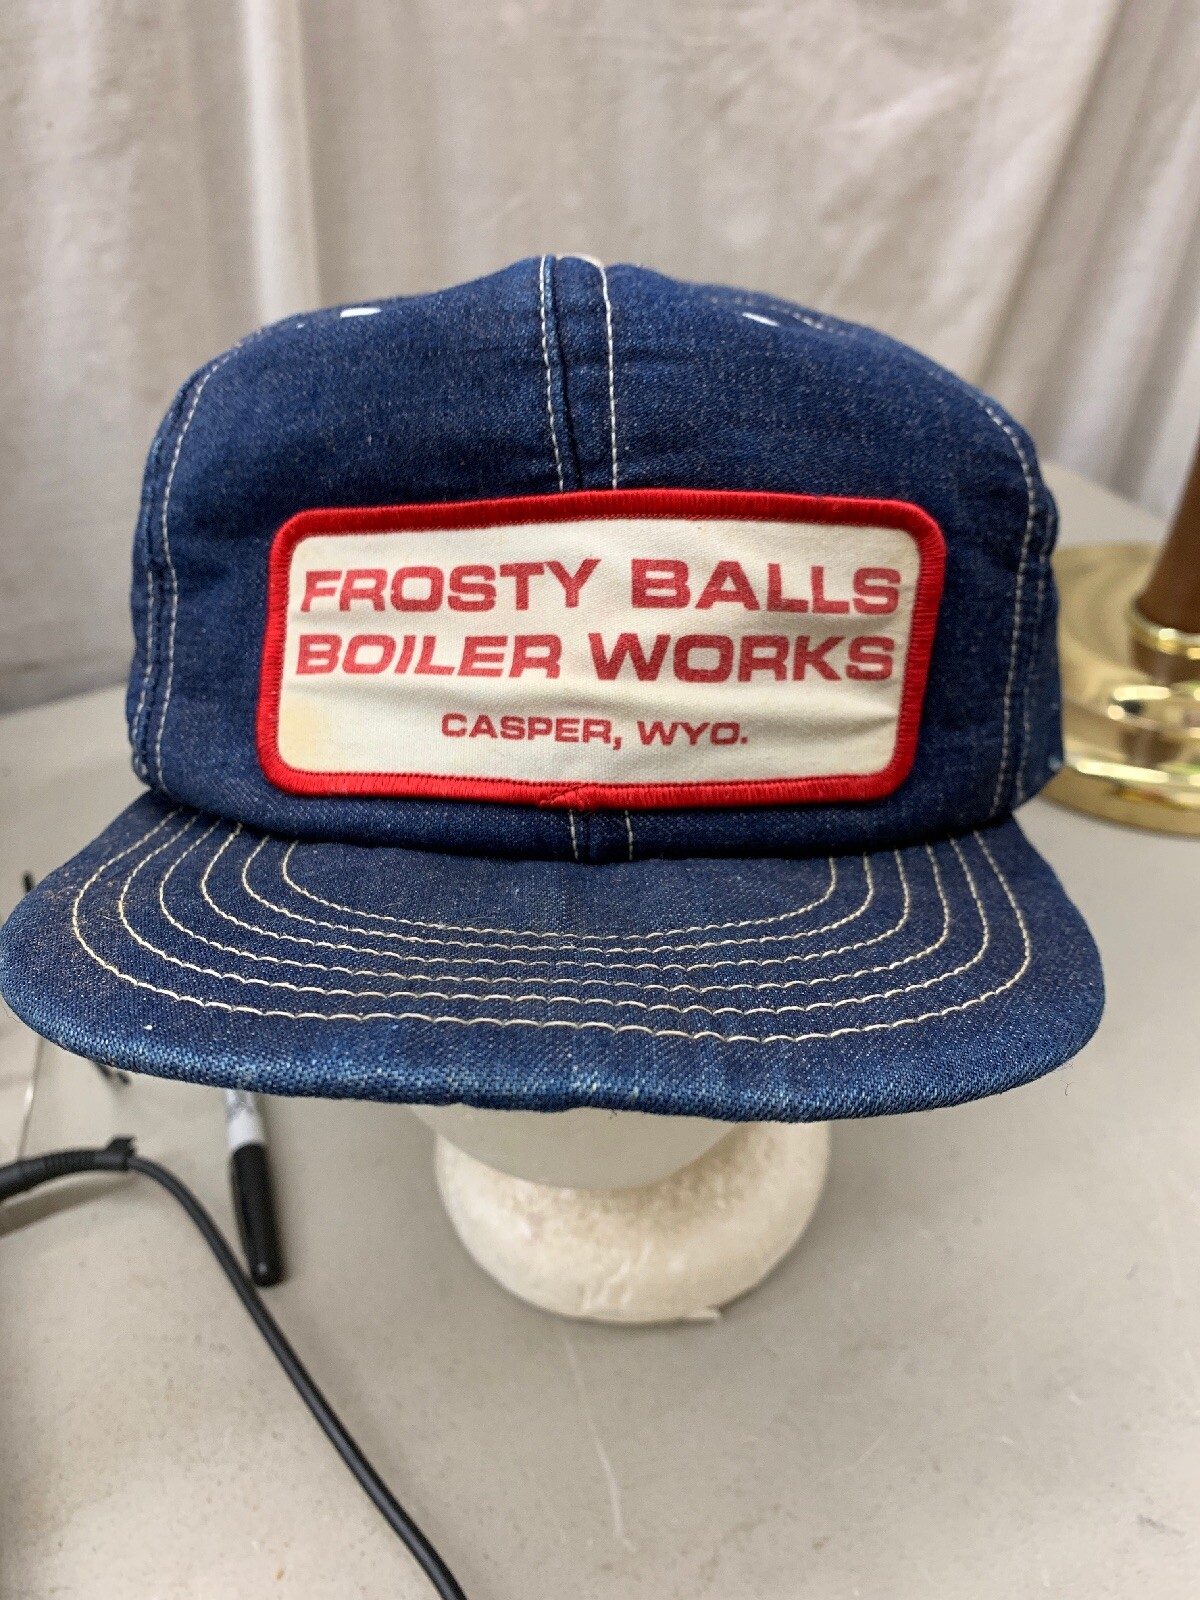 FROSTY BALLS
BOILER WORKS
CASPER, WYO.